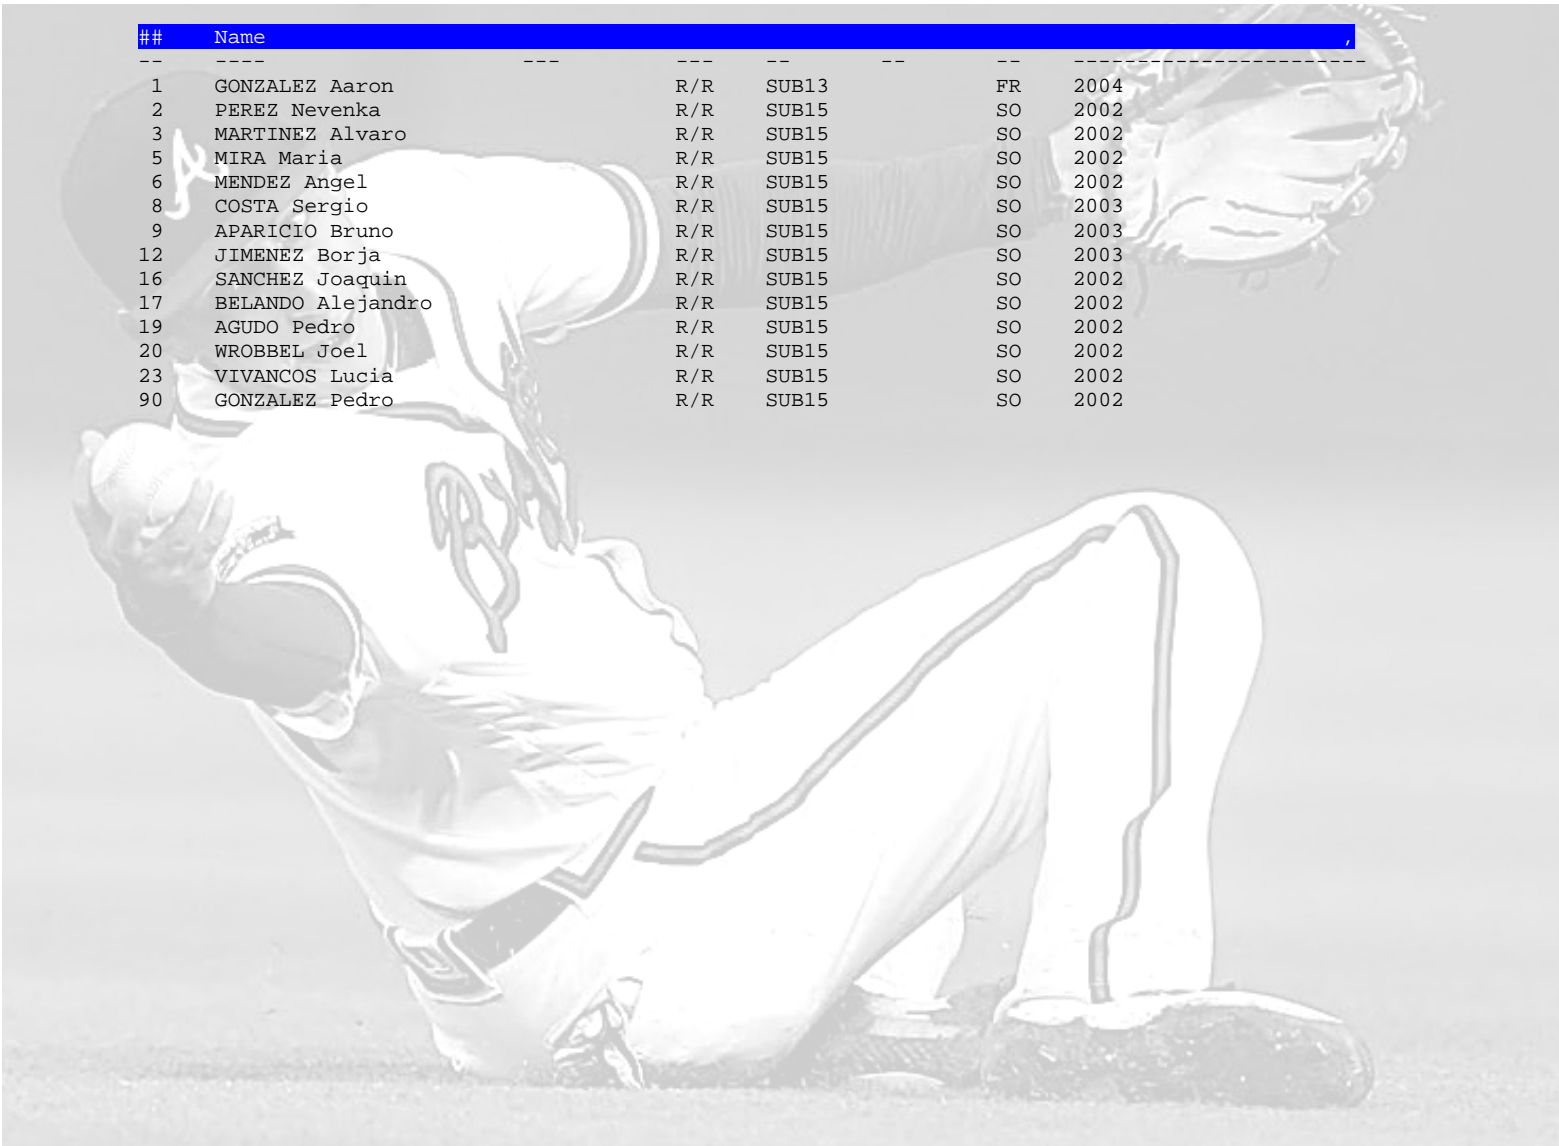 ## Name ,
-- ---- --- --- -- -- -- -----------------------
1 GONZALEZ Aaron R/R SUB13 FR 2004
2 PEREZ Nevenka R/R SUB15 SO 2002
3 MARTINEZ Alvaro R/R SUB15 SO 2002
5 MIRA Maria R/R SUB15 SO 2002
6 MENDEZ Angel R/R SUB15 SO 2002
8 COSTA Sergio R/R SUB15 SO 2003
9 APARICIO Bruno R/R SUB15 SO 2003
12 JIMENEZ Borja R/R SUB15 SO 2003
16 SANCHEZ Joaquin R/R SUB15 SO 2002
17 BELANDO Alejandro R/R SUB15 SO 2002
19 AGUDO Pedro R/R SUB15 SO 2002
20 WROBBEL Joel R/R SUB15 SO 2002
23 VIVANCOS Lucia R/R SUB15 SO 2002
90 GONZALEZ Pedro R/R SUB15 SO 2002